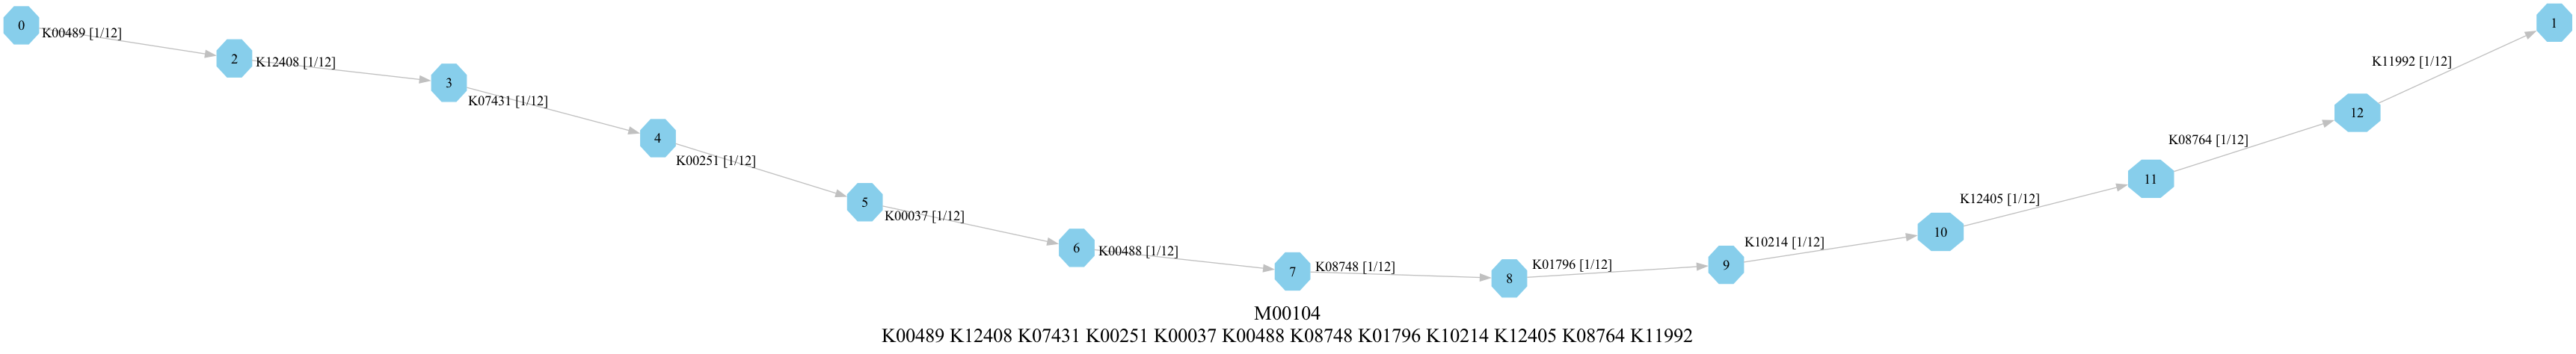 0
K00489 [1/12]
2
K12408 [1/12]
3
K07431 [1/12]
4
K00251 [1/12]
5
K00037 [1/12]
6
K00488 [1/12]
7
K08748 [1/12]
8
K01796 [1/12]
9
K10214 [1/12]
10
K12405 [1/12]
11
K08764 [1/12]
12
K11992 [1/12]
1
M00104
K00489 K12408 K07431 K00251 K00037 K00488 K08748 K01796 K10214 K12405 K08764 K11992